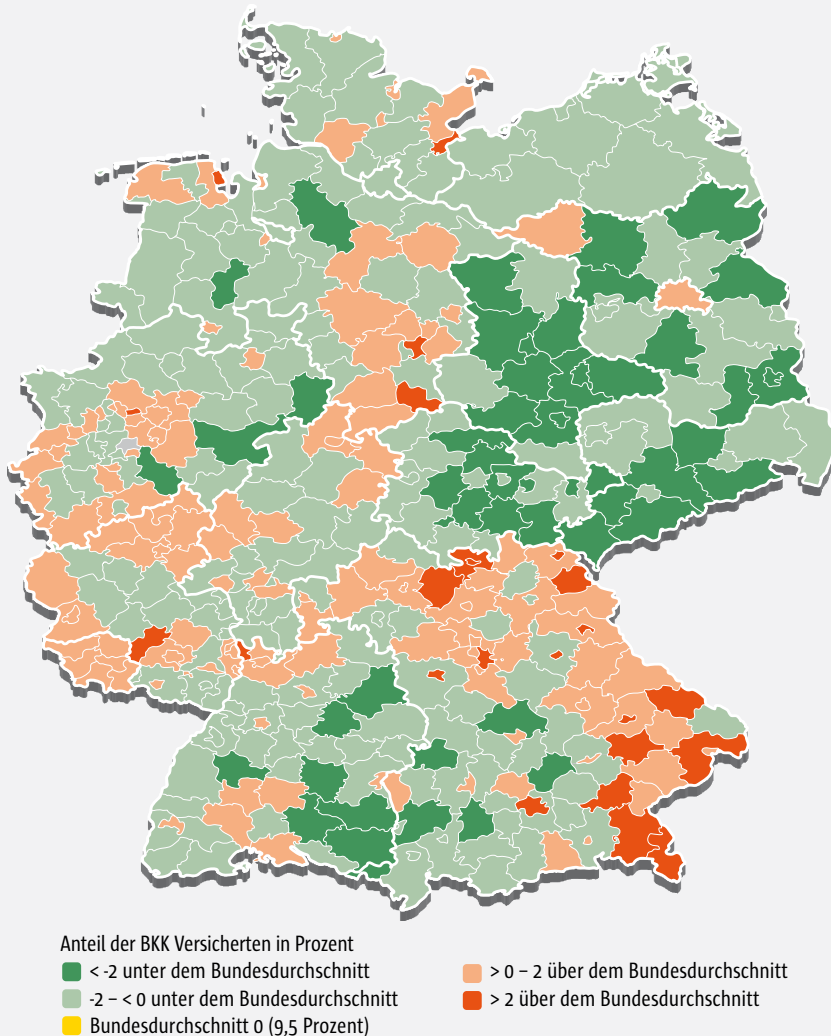 Anteil der BKK Versicherten in Prozent
< -2 unter dem Bundesdurchschnitt
-2 – < 0 unter dem Bundesdurchschnitt
Bundesdurchschnitt 0 (9,5 Prozent)
> 0 – 2 über dem Bundesdurchschnitt
> 2 über dem Bundesdurchschnitt